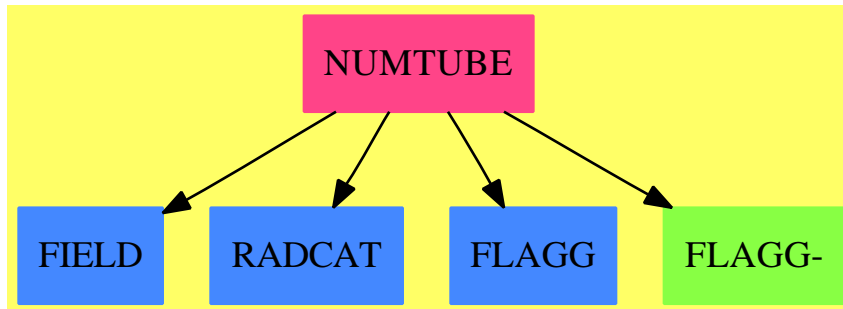 NUMTUBE
FIELD
RADCAT
FLAGG
FLAGG-